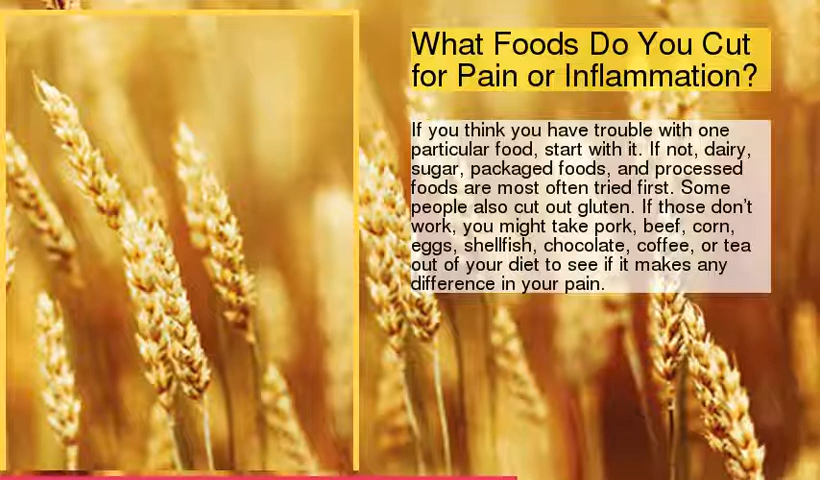 What Foods Do You Cut
for Pain or Inflammation?
If you think you have trouble with one
particular food, start with it. If not, dairy,
sugar, packaged foods, and processed
foods are most often tried first. Some
people also cut out gluten. If those don't
work, you might take pork, beef, corn,
eggs, shellfish, chocolate, coffee, or tea
out of your diet to see if it makes any
difference in your pain.